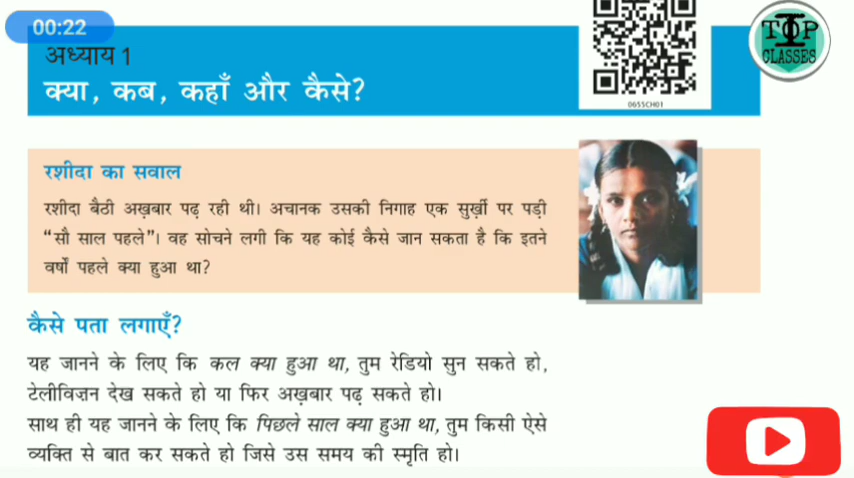 00:22
अध्याय 1
क्या, कब, कहाँ और कैसे?
0655CH01
TOP
CLASSES
रशीदा का सवाल
रशीदा बैठी अख़बार पढ़ रही थी। अचानक उसकी निगाह एक सुर्ख़ी पर पड़ी
“सौ साल पहले”। वह सोचने लगी कि यह कोई कैसे जान सकता है कि इतने
वर्षों पहले क्या हुआ था?
कैसे पता लगाएँ?
यह जानने के लिए कि कल क्या हुआ था, तुम रेडियो सुन सकते हो,
टेलीविज़न देख सकते हो या फिर अख़बार पढ़ सकते हो।
साथ ही यह जानने के लिए कि पिछले साल क्या हुआ था, तुम किसी ऐसे
व्यक्ति से बात कर सकते हो जिसे उस समय की स्मृति हो।